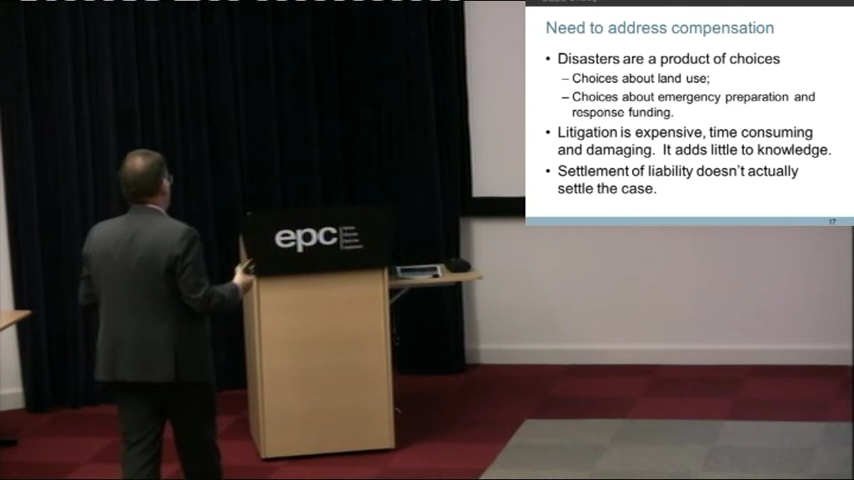 Need to address compensation
• Disasters are a product of choices
– Choices about land use;
– Choices about emergency preparation and
response funding.
• Litigation is expensive, time consuming
and damaging. It adds little to knowledge.
• Settlement of liability doesn't actually
settle the case.
17
epc